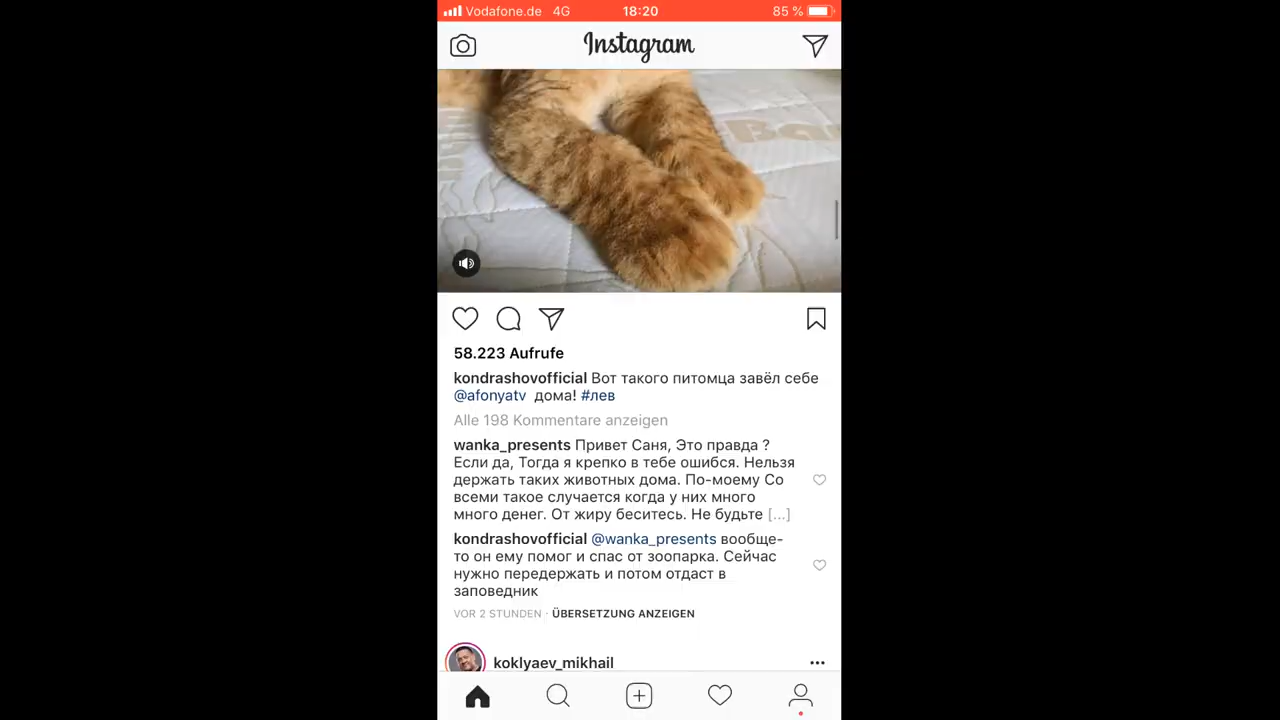 Vodafone.de 4G 18:20 85 %
Instagram
Ba
58.223 Aufrufe
kondrashovofficial Вот такого питомца завёл себе
@afonyatv дома! #лев
Alle 198 Kommentare anzeigen
wanka_presents Привет Саня, Это правда ?
Если да, Тогда я крепко в тебе ошибся. Нельзя
держать таких животных дома. По-моему Со
всеми такое случается когда у них много
много денег. От жиру беситесь. Не будьте [...]
kondrashovofficial @wanka_presents вообще-
то он ему помог и спас от зоопарка. Сейчас
нужно передержать и потом отдаст в
заповедник
VOR 2 STUNDEN · ÜBERSETZUNG ANZEIGEN
koklyaev_mikhail